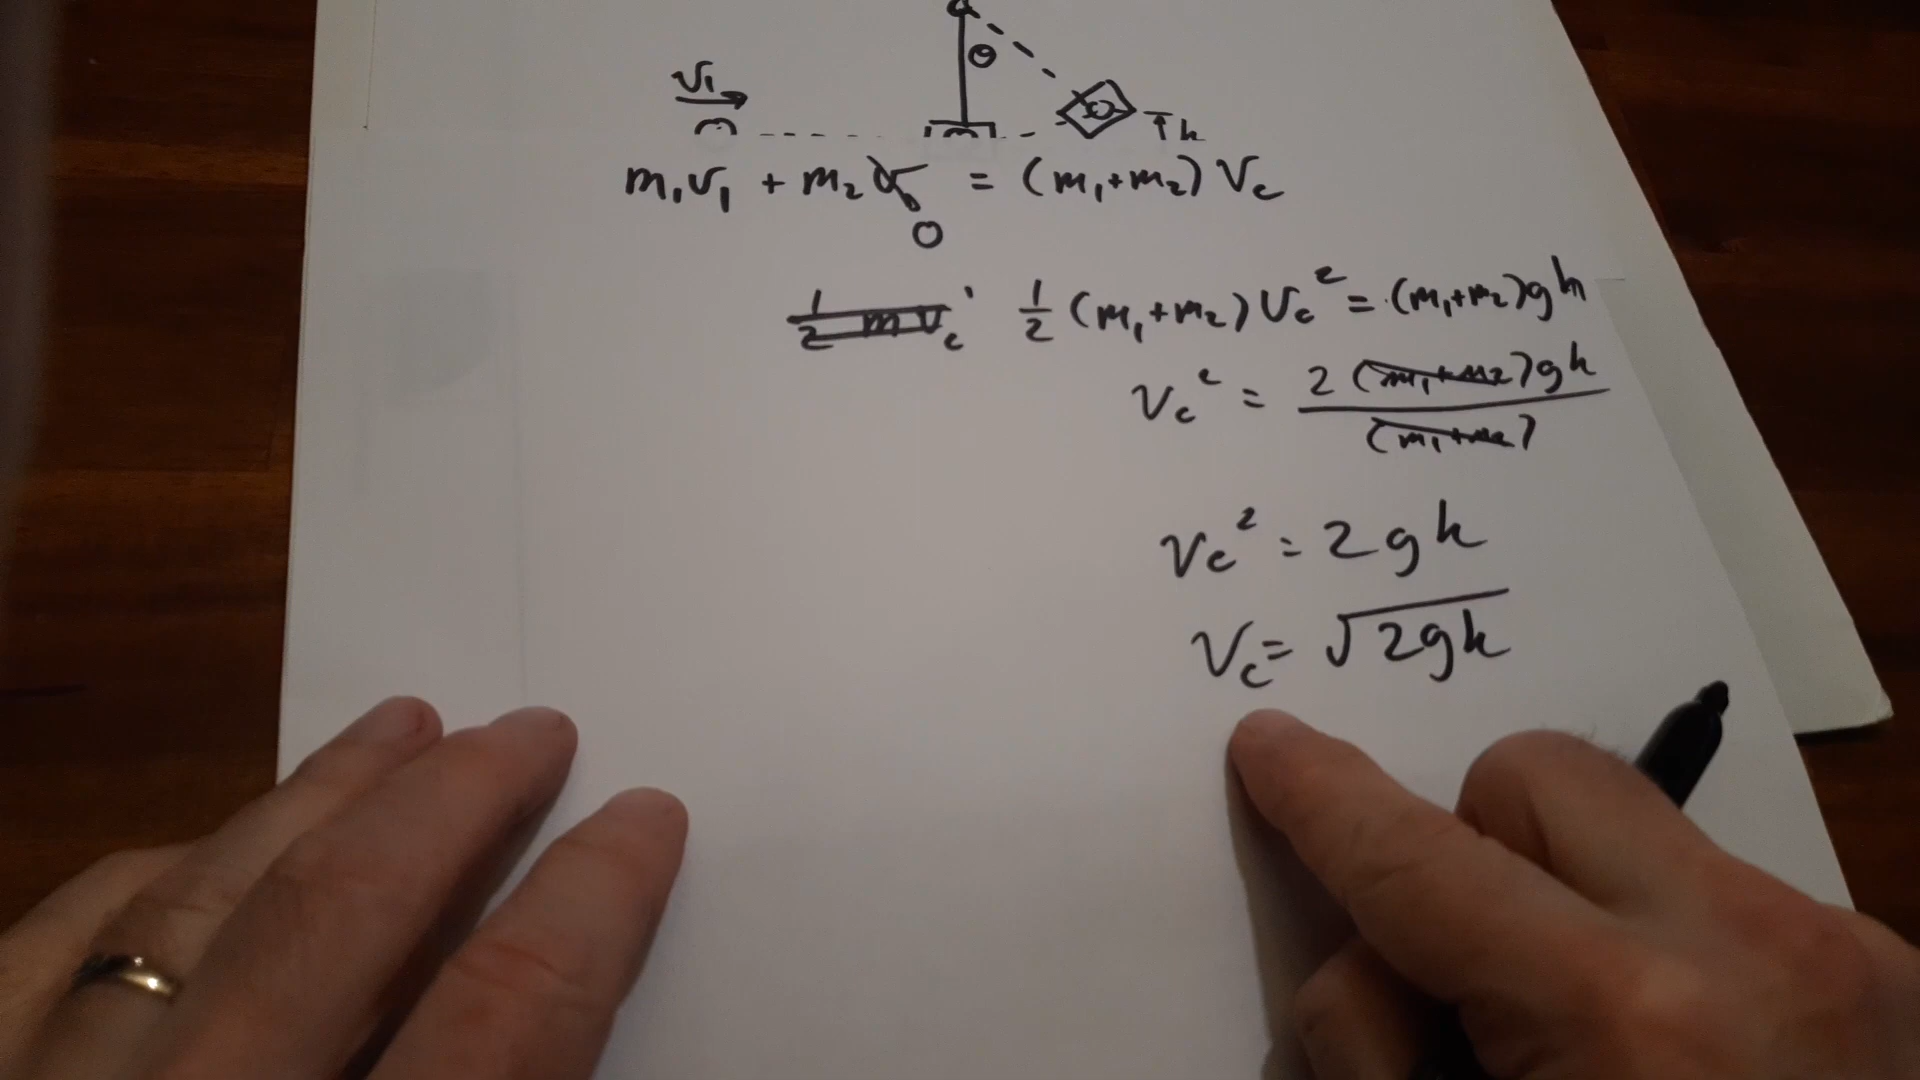 θ
v₁
h
m₁v₁ + m₂v = (m₁+m₂) Vc
0
½ m vc ½ (m₁+m₂) Vc² = (m₁+m₂)gh
Vc² = 2 (m₁+m₂)gh / (m₁+m₂)
Vc² = 2gh
Vc = √2gh